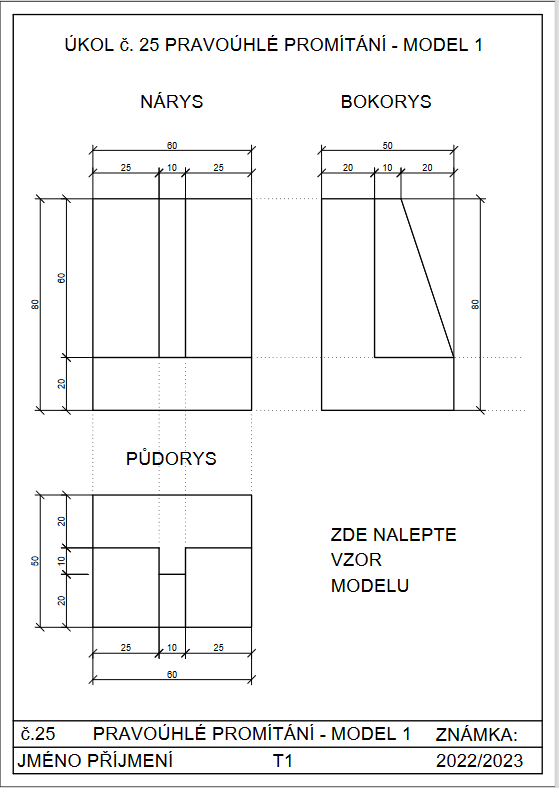 ÚKOL č. 25 PRAVOÚHLÉ PROMÍTÁNÍ - MODEL 1
NÁRYS BOKORYS
60 50
25 10 25 20 10 20
60
80
80
20
PŮDORYS
20
50
10
20
25 10 25
60
ZDE NALEPTE
VZOR
MODELU
č.25 PRAVOÚHLÉ PROMÍTÁNÍ - MODEL 1 ZNÁMKA:
JMÉNO PŘÍJMENÍ T1 2022/2023